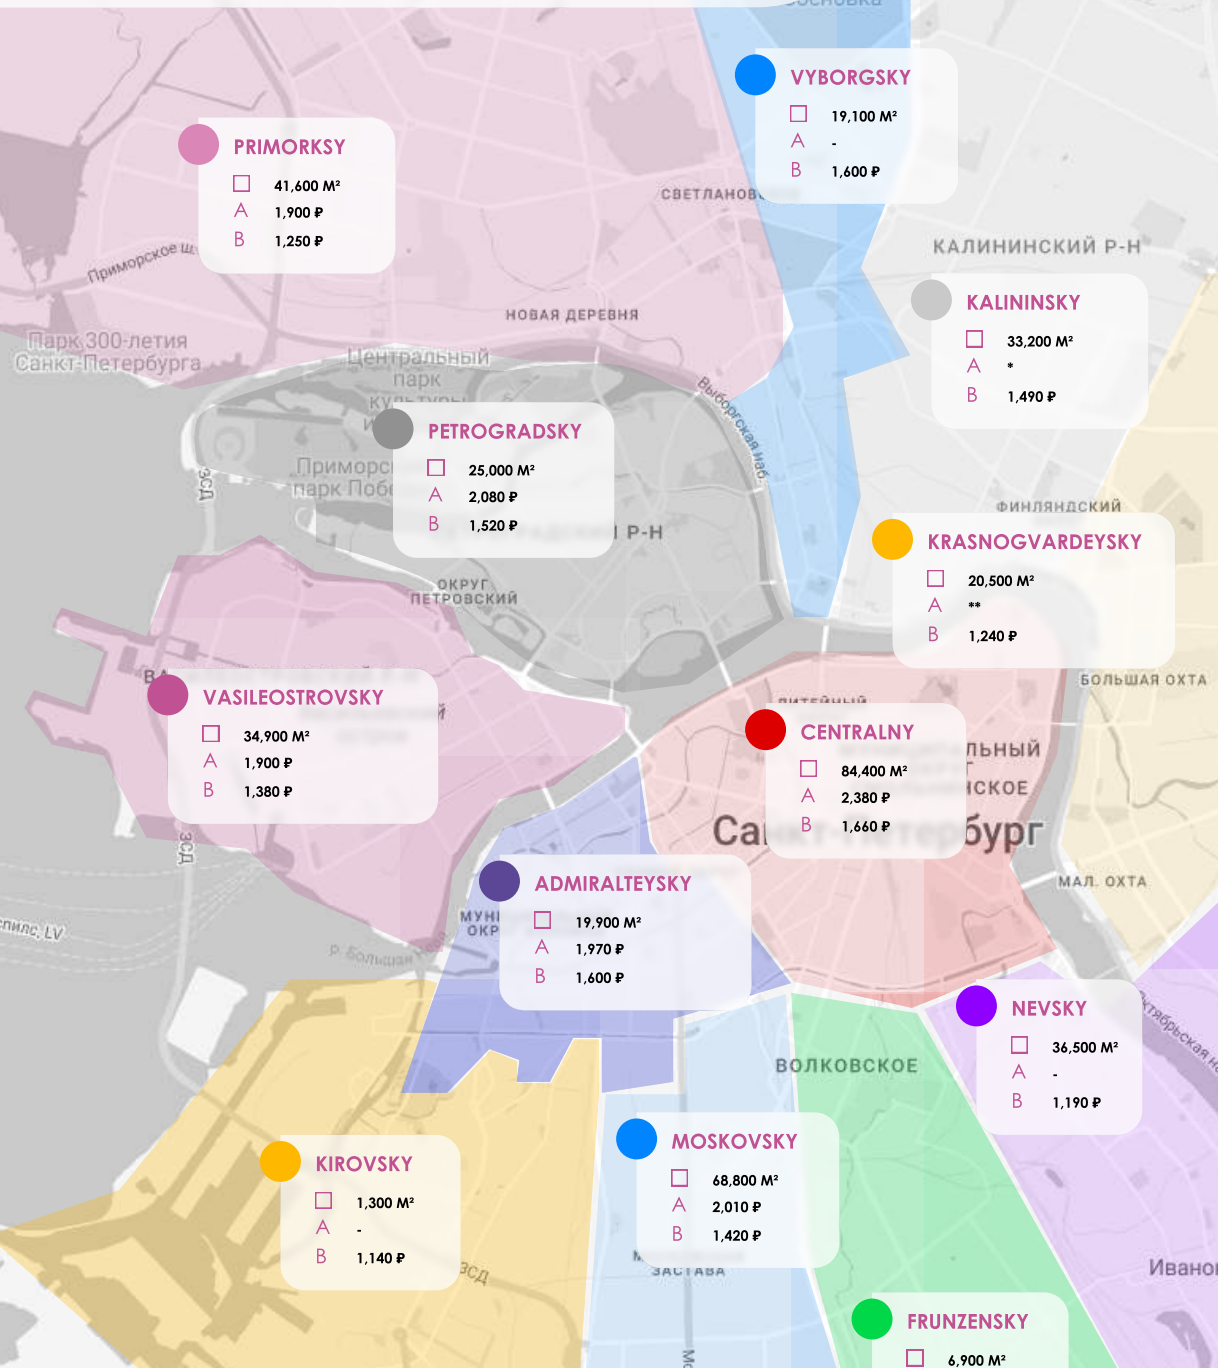 VYBORGSKY
19,100 M²
A -
B 1,600 ₽
PRIMORKSY
41,600 M²
A 1,900 ₽
B 1,250 ₽
Приморское ш.
КАЛИНИНСКИЙ Р-Н
KALININSKY
33,200 M²
A *
B 1,490 ₽
НОВАЯ ДЕРЕВНЯ
Парк 300-летия
Санкт-Петербурга
Центральный
парк
Выборгская наб.
PETROGRADSKY
25,000 M²
A 2,080 ₽
B 1,520 ₽
ЗСД
Р-Н
ФИНЛЯНДСКИЙ
KRASNOGVARDEYSKY
20,500 M²
A **
B 1,240 ₽
ОКРУГ
ПЕТРОВСКИЙ
БОЛЬШАЯ ОХТА
VASILEOSTROVSKY
34,900 M²
A 1,900 ₽
B 1,380 ₽
CENTRALNY
84,400 M²
A 2,380 ₽
B 1,660 ₽
Санкт-Петербург
ЗСД
МАЛ. ОХТА
ADMIRALTEYSKY
19,900 M²
A 1,970 ₽
B 1,600 ₽
р. Большая
NEVSKY
36,500 M²
A -
B 1,190 ₽
ВОЛКОВСКОЕ
MOSKOVSKY
68,800 M²
A 2,010 ₽
B 1,420 ₽
ЗАСТАВА
KIROVSKY
1,300 M²
A -
B 1,140 ₽
ЗСД
FRUNZENSKY
6,900 M²